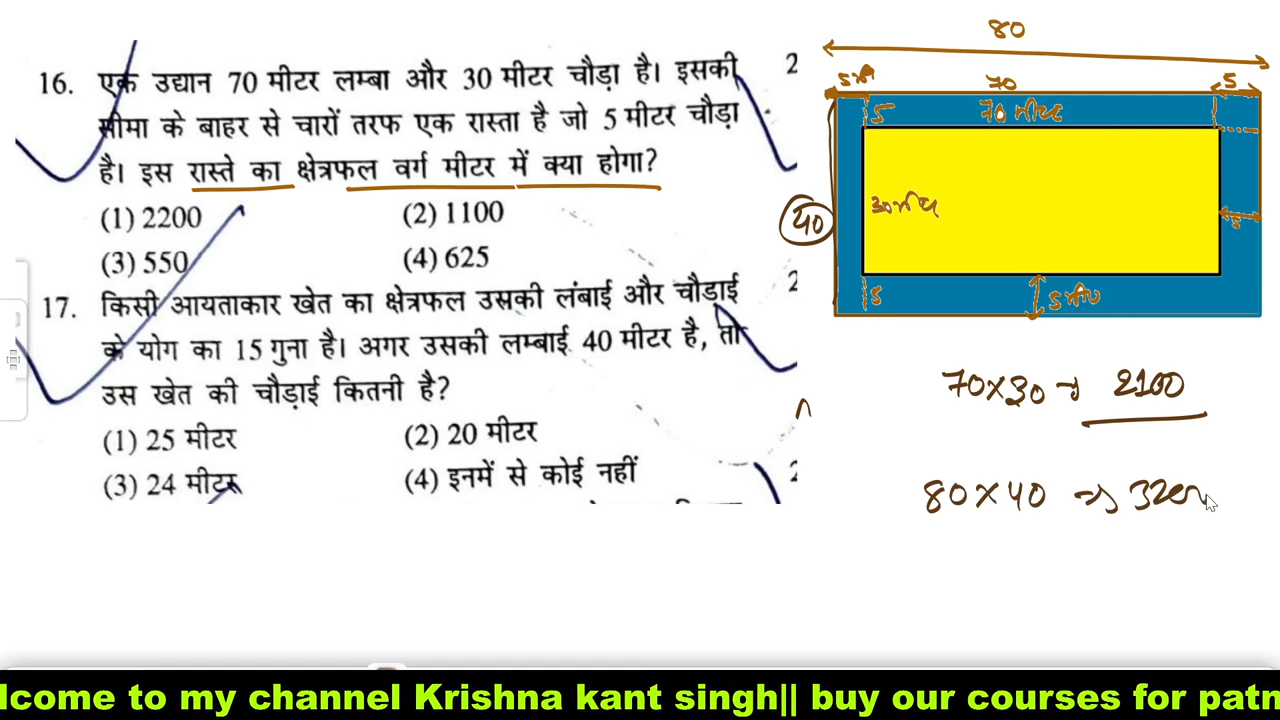 16. एक उद्यान 70 मीटर लम्बा और 30 मीटर चौड़ा है। इसकी
सीमा के बाहर से चारों तरफ एक रास्ता है जो 5 मीटर चौड़ा
है। इस रास्ते का क्षेत्रफल वर्ग मीटर में क्या होगा?
(1) 2200 (2) 1100
(3) 550 (4) 625
17. किसी आयताकार खेत का क्षेत्रफल उसकी लंबाई और चौड़ाई
के योग का 15 गुना है। अगर उसकी लम्बाई 40 मीटर है, तो
उस खेत की चौड़ाई कितनी है?
(1) 25 मीटर (2) 20 मीटर
(3) 24 मीटर (4) इनमें से कोई नहीं
2
2
2
80
70
5
5
70 मीटर
30 मीटर
40
5
5
70×30 ⇒ 2100
80×40 ⇒
lcome to my channel Krishna kant singh|| buy our courses for patn